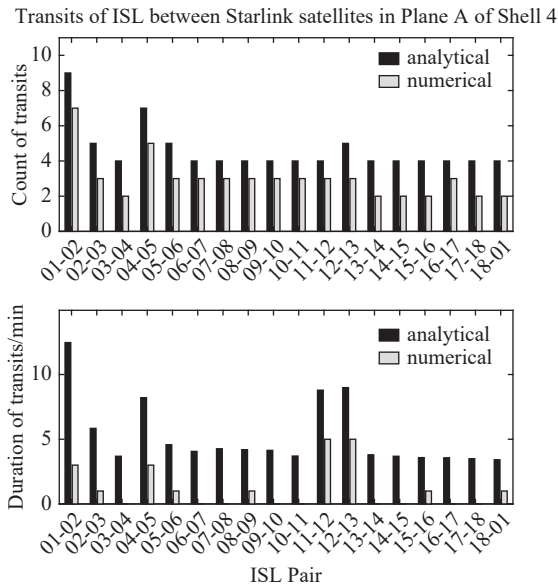 Transits of ISL between Starlink satellites in Plane A of Shell 4
10
8
6
4
2
0
Count of transits
analytical
numerical
01-02 02-03 03-04 04-05 05-06 06-07 07-08 08-09 09-10 10-11 11-12 12-13 13-14 14-15 15-16 16-17 17-18 18-01
10
5
0
Duration of transits/min
analytical
numerical
01-02 02-03 03-04 04-05 05-06 06-07 07-08 08-09 09-10 10-11 11-12 12-13 13-14 14-15 15-16 16-17 17-18 18-01
ISL Pair